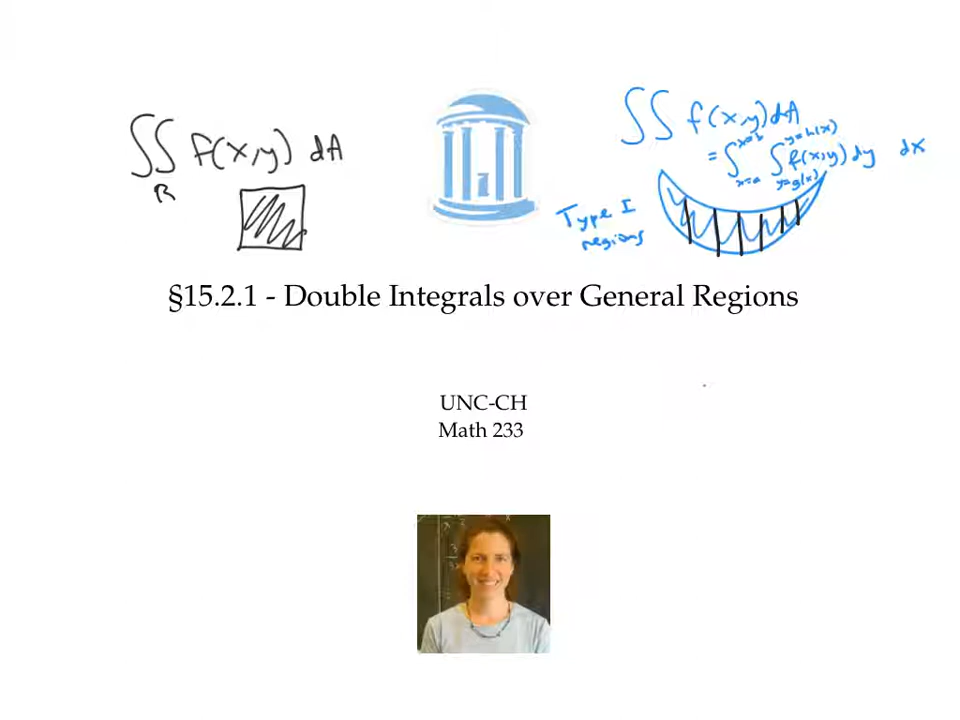 ∬ f(x,y) dA
R
∬ f(x,y) dA
= ∫ x=a x=b ∫ y=g(x) y=h(x) f(x,y) dy dx
Type I
regions
§15.2.1 - Double Integrals over General Regions
UNC-CH
Math 233